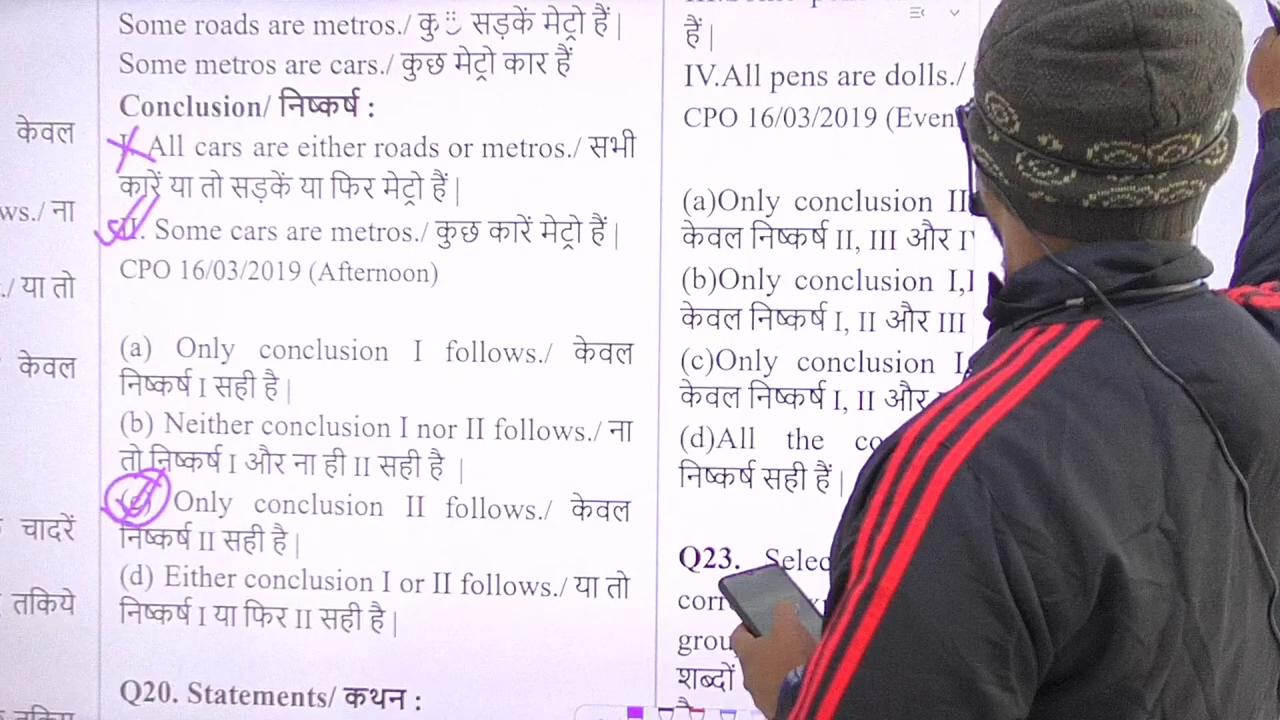 केवल
ws./ ना
./ या तो
केवल
चादरें
तकिये
Some roads are metros./ सड़कें मेट्रो हैं|
Some metros are cars./ कुछ मेट्रो कार हैं
Conclusion/ निष्कर्ष :
I. All cars are either roads or metros./ सभी
कारें या तो सड़कें या फिर मेट्रो हैं|
II. Some cars are metros./ कुछ कारें मेट्रो हैं|
CPO 16/03/2019 (Afternoon)
(a) Only conclusion I follows./ केवल
निष्कर्ष I सही है|
(b) Neither conclusion I nor II follows./ ना
तो निष्कर्ष I और ना ही II सही है |
(c) Only conclusion II follows./ केवल
निष्कर्ष II सही है|
(d) Either conclusion I or II follows./ या तो
निष्कर्ष I या फिर II सही है|
Q20. Statements/ कथन :
हैं|
IV.All pens are dolls./
CPO 16/03/2019 (Even
(a)Only conclusion II
केवल निष्कर्ष II, III और
(b)Only conclusion I,
केवल निष्कर्ष I, II और III
(c)Only conclusion I,
केवल निष्कर्ष I, II और
(d)All the co
निष्कर्ष सही हैं|
Q23. Selec
corr
grou
शब्दों